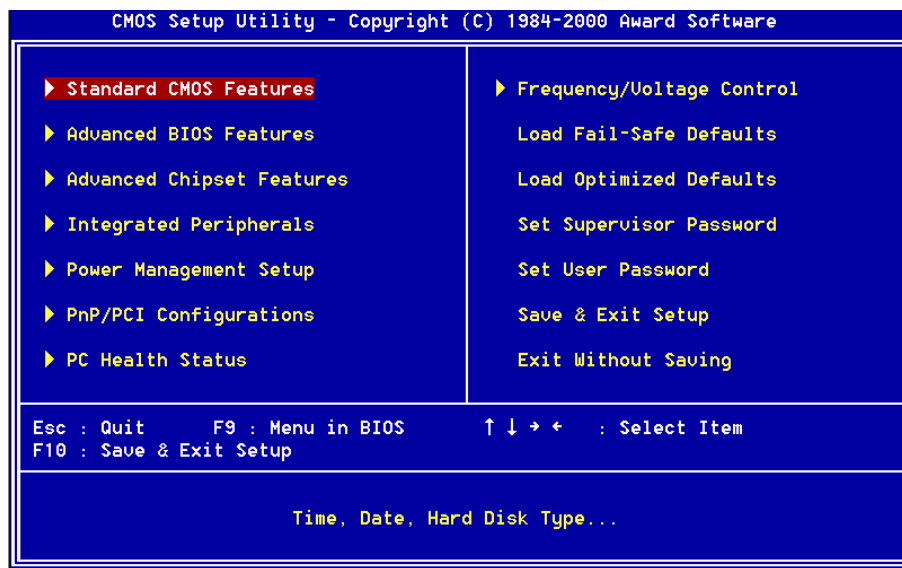 CMOS Setup Utility - Copyright (C) 1984-2000 Award Software
Standard CMOS Features
Advanced BIOS Features
Advanced Chipset Features
Integrated Peripherals
Power Management Setup
PnP/PCI Configurations
PC Health Status
Frequency/Voltage Control
Load Fail-Safe Defaults
Load Optimized Defaults
Set Supervisor Password
Set User Password
Save & Exit Setup
Exit Without Saving
Esc : Quit F9 : Menu in BIOS ↑ ↓ → ← : Select Item
F10 : Save & Exit Setup
Time, Date, Hard Disk Type...